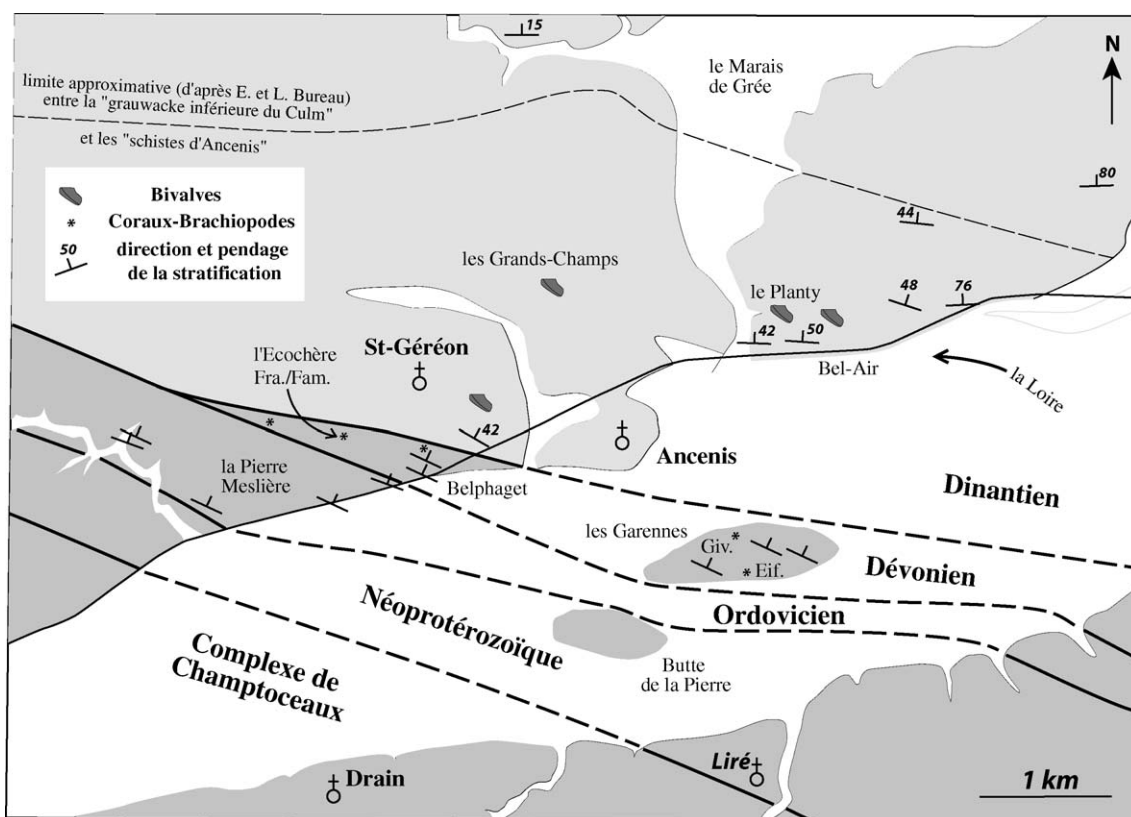 15
N
le Marais
de Grée
limite approximative (d'après E. et L. Bureau)
entre la "grauwacke inférieure du Culm"
et les "schistes d'Ancenis"
80
Bivalves
Coraux-Brachiopodes
50
direction et pendage
de la stratification
44
les Grands-Champs
le Planty
48
76
42
50
l'Ecochère
Fra./Fam.
St-Géréon
Bel-Air
la Loire
42
Ancenis
la Pierre
Meslière
Belphaget
Dinantien
les Garennes
Giv.
Eif.
Dévonien
Néoprotérozoïque
Ordovicien
Complexe de
Champtoceaux
Butte
de la Pierre
Drain
Liré
1 km